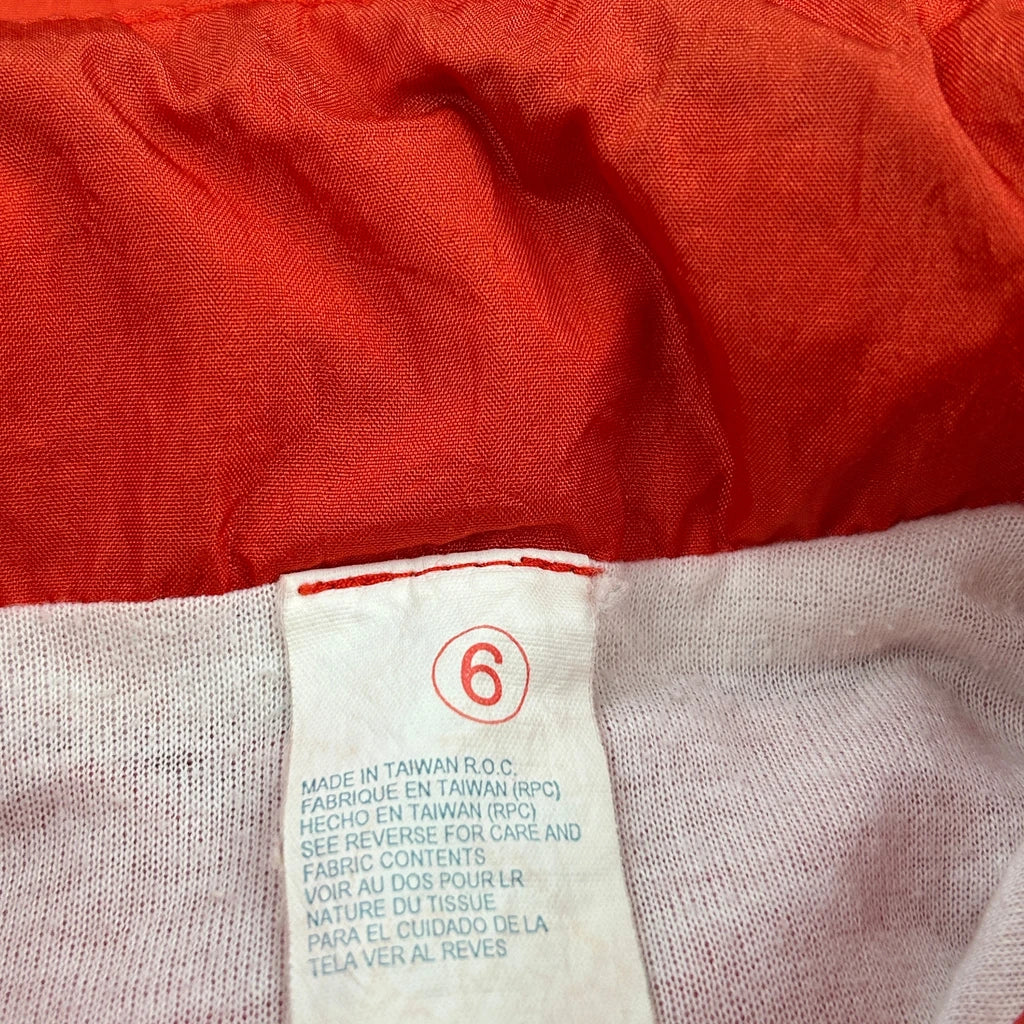 6
MADE IN TAIWAN R.O.C.
FABRIQUE EN TAIWAN (RPC)
HECHO EN TAIWAN (RPC)
SEE REVERSE FOR CARE AND
FABRIC CONTENTS
VOIR AU DOS POUR LR
NATURE DU TISSUE
PARA EL CUIDADO DE LA
TELA VER AL REVES